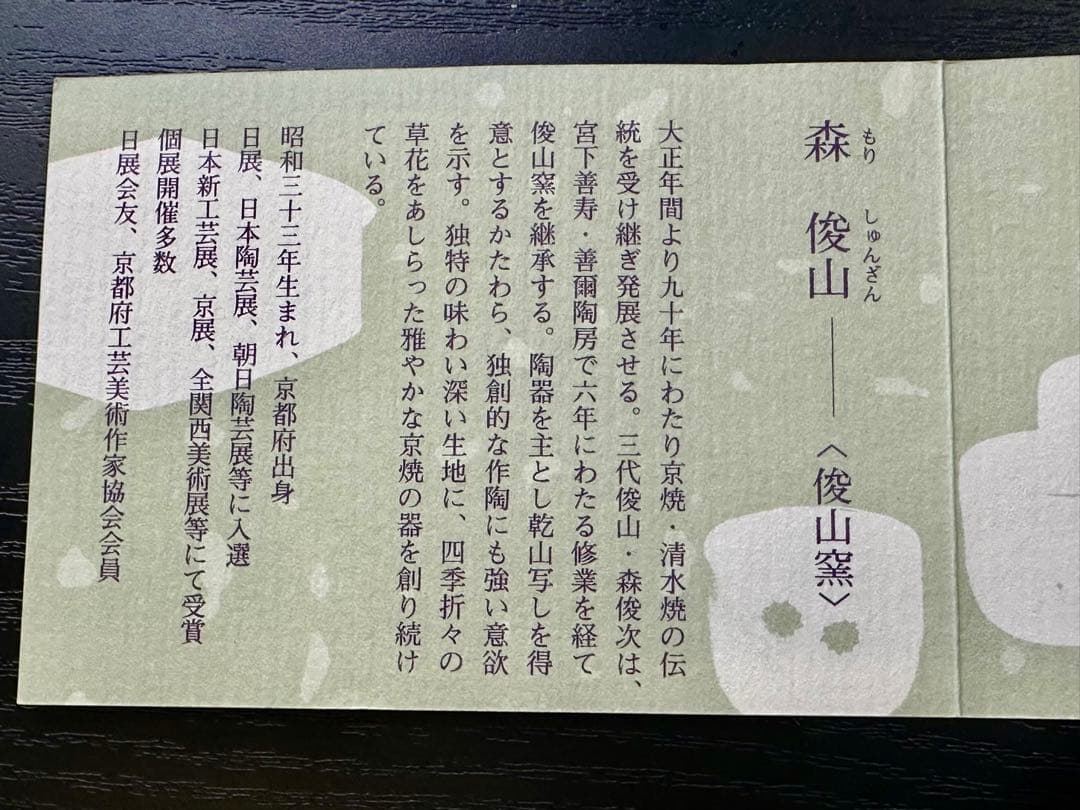 森 俊山――〈俊山窯〉
もり しゅんざん
大正年間より九十年にわたり京焼・清水焼の伝
統を受け継ぎ発展させる。三代俊山・森俊次は、
宮下善寿・善爾陶房で六年にわたる修業を経て
俊山窯を継承する。陶器を主とし乾山写しを得
意とするかたわら、独創的な作陶にも強い意欲
を示す。独特の味わい深い生地に、四季折々の
草花をあしらった雅やかな京焼の器を創り続け
ている。
昭和三十三年生まれ、京都府出身
日展、日本陶芸展、朝日陶芸展等に入選
日本新工芸展、京展、全関西美術展等にて受賞
個展開催多数
日展会友、京都府工芸美術作家協会会員